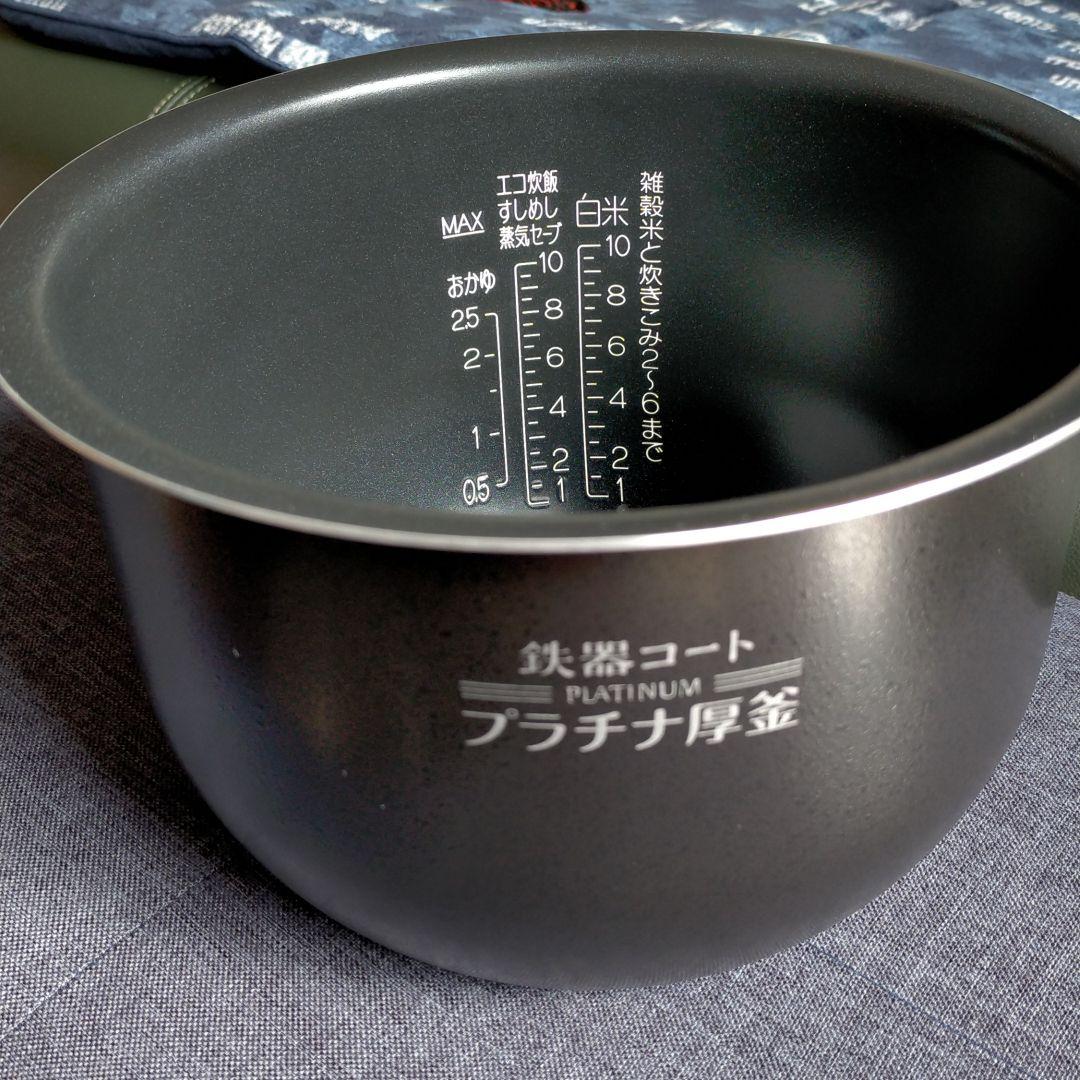 MAX
おかゆ
2.5
2
1
0.5
エコ炊飯
すしめし
蒸気セーブ
10
8
6
4
2
1
白米
10
8
6
4
2
1
雑穀米と炊きこみ2～6まで
鉄器コート
PLATINUM
プラチナ厚釜